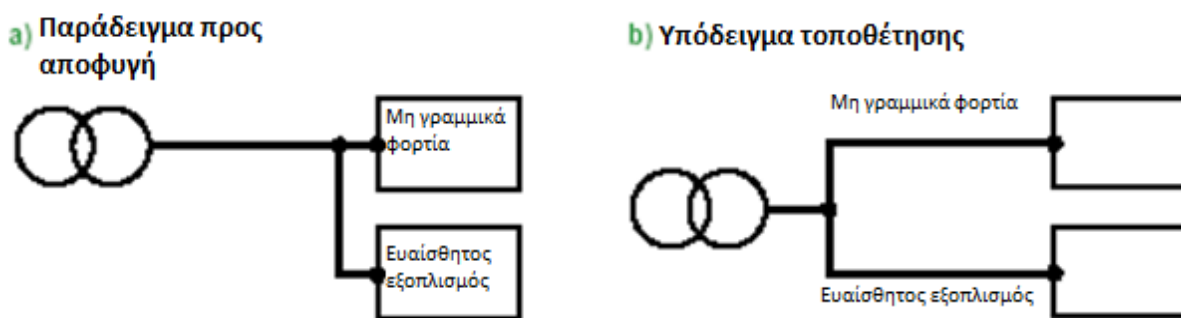 a) Παράδειγμα προς
αποφυγή
Μη γραμμικά
φορτία
Ευαίσθητος
εξοπλισμός
b) Υπόδειγμα τοποθέτησης
Μη γραμμικά φορτία
Ευαίσθητος εξοπλισμός